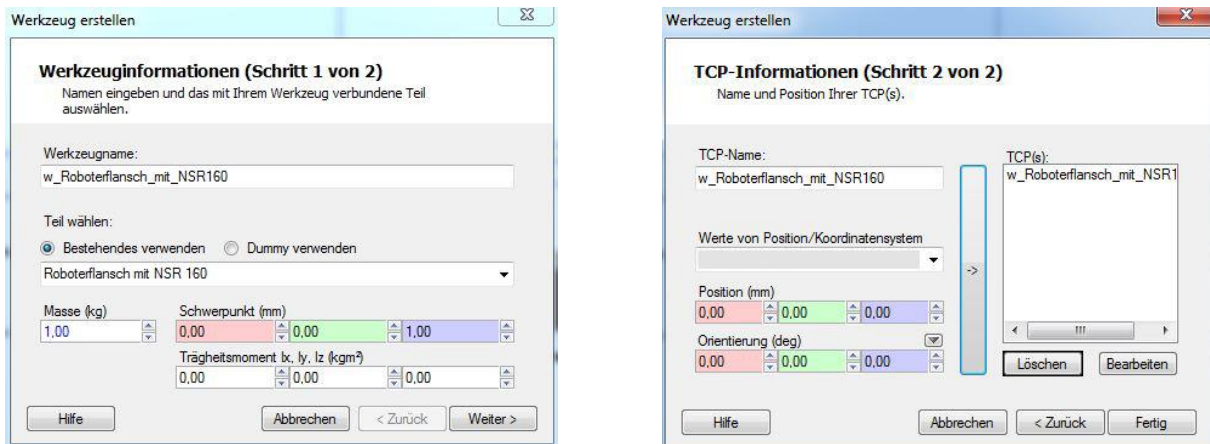 Werkzeug erstellen
Werkzeuginformationen (Schritt 1 von 2)
Namen eingeben und das mit Ihrem Werkzeug verbundene Teil
auswählen.
Werkzeugname:
w_Roboterflansch_mit_NSR160
Teil wählen:
Bestehendes verwenden Dummy verwenden
Roboterflansch mit NSR 160
Masse (kg) Schwerpunkt (mm)
1,00 0,00 0,00 1,00
Trägheitsmoment Ix, Iy, Iz (kgm²)
0,00 0,00 0,00
Hilfe Abbrechen < Zurück Weiter >
Werkzeug erstellen
TCP-Informationen (Schritt 2 von 2)
Name und Position Ihrer TCP(s).
TCP-Name: TCP(s):
w_Roboterflansch_mit_NSR160 w_Roboterflansch_mit_NSR1
Werte von Position/Koordinatensystem
->
Position (mm)
0,00 0,00 0,00
Orientierung (deg)
0,00 0,00 0,00
Löschen Bearbeiten
Hilfe Abbrechen < Zurück Fertig